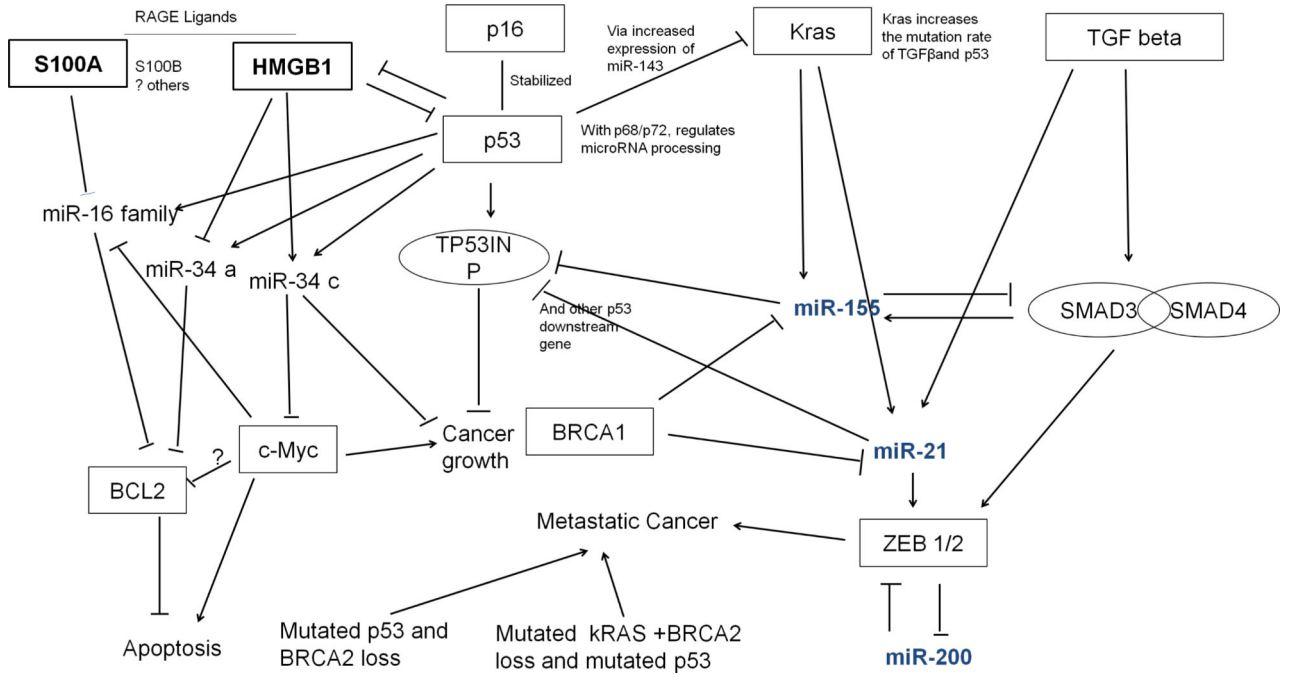 RAGE Ligands
p16
Kras
Kras increases
the mutation rate
of TGFβand p53
TGF beta
Via increased
expression of
miR-143
S100A
S100B
? others
HMGB1
Stabilized
p53
With p68/p72, regulates
microRNA processing
miR-16 family
miR-34 a
miR-34 c
TP53IN
P
And other p53
downstream
gene
miR-155
SMAD3
SMAD4
BRCA1
Cancer
growth
c-Myc
?
miR-21
BCL2
Metastatic Cancer
ZEB 1/2
Apoptosis
Mutated p53 and
BRCA2 loss
Mutated  kRAS +BRCA2
loss and mutated p53
miR-200